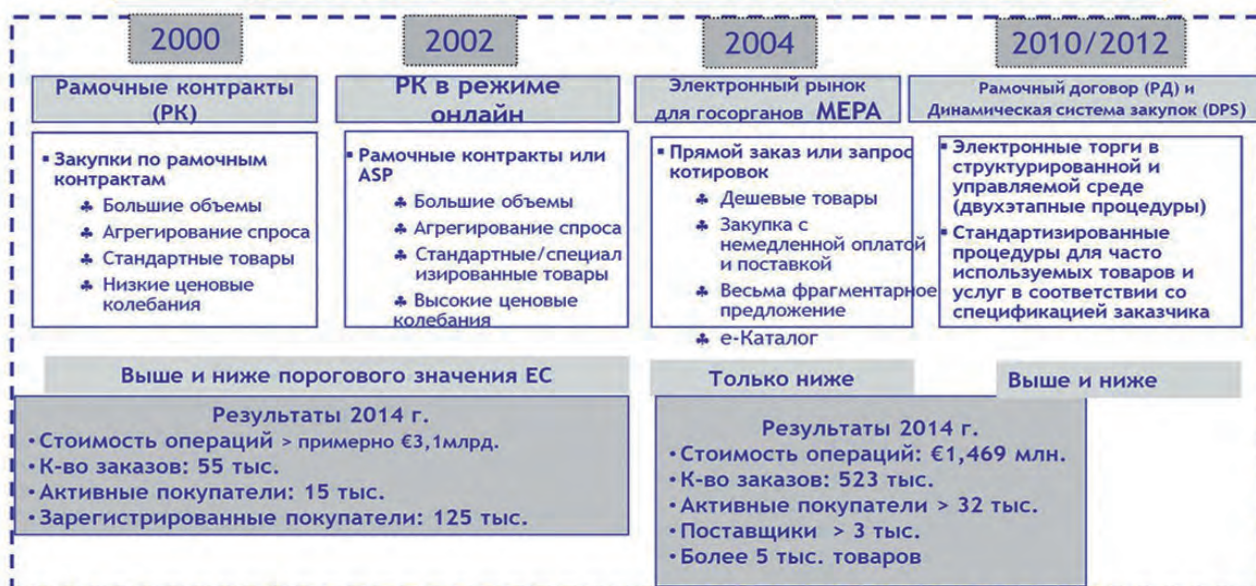 2000
Рамочные контракты
(РК)
▪ Закупки по рамочным
контрактам
♣ Большие объемы
♣ Агрегирование спроса
♣ Стандартные товары
♣ Низкие ценовые
колебания
2002
РК в режиме
онлайн
▪ Рамочные контракты или
ASP
♣ Большие объемы
♣ Агрегирование спроса
♣ Стандартные/специал
изированные товары
♣ Высокие ценовые
колебания
2004
Электронный рынок
для госорганов МЕРА
▪ Прямой заказ или запрос
котировок
♣ Дешевые товары
♣ Закупка с
немедленной оплатой
и поставкой
♣ Весьма фрагментарное
предложение
♣ е-Каталог
2010/2012
Рамочный договор (РД) и
Динамическая система закупок (DPS)
▪ Электронные торги в
структурированной и
управляемой среде
(двухэтапные процедуры)
▪ Стандартизированные
процедуры для часто
используемых товаров и
услуг в соответствии со
спецификацией заказчика
Выше и ниже порогового значения ЕС
Результаты 2014 г.
• Стоимость операций > примерно €3,1млрд.
• К-во заказов: 55 тыс.
• Активные покупатели: 15 тыс.
• Зарегистрированные покупатели: 125 тыс.
Только ниже
Выше и ниже
Результаты 2014 г.
• Стоимость операций: €1,469 млн.
• К-во заказов: 523 тыс.
• Активные покупатели > 32 тыс.
• Поставщики > 3 тыс.
• Более 5 тыс. товаров